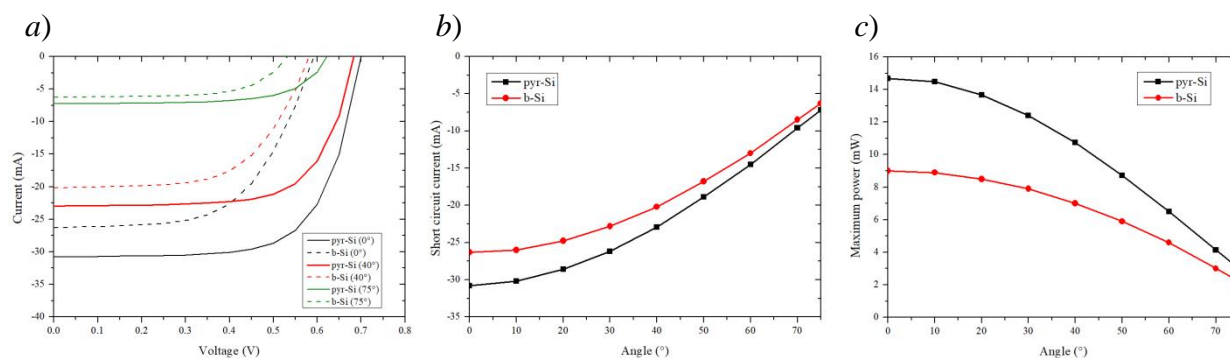 a)
0
-5
-10
-15
-20
-25
-30
-35
-40
0.0 0.1 0.2 0.3 0.4 0.5 0.6 0.7 0.8
Current (mA)
Voltage (V)
pyr-Si (0°)
b-Si (0°)
pyr-Si (40°)
b-Si (40°)
pyr-Si (75°)
b-Si (75°)
b)
0
-5
-10
-15
-20
-25
-30
-35
0 10 20 30 40 50 60 70
Short circuit current (mA)
Angle (°)
pyr-Si
b-Si
c)
16
14
12
10
8
6
4
2
0
0 10 20 30 40 50 60 70
Maximum power (mW)
Angle (°)
pyr-Si
b-Si